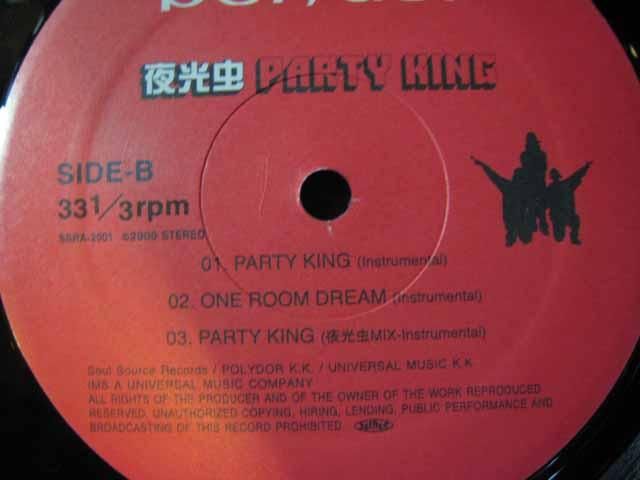 夜光虫 PARTY KING
SIDE-B
33 1/3 rpm
SSRA-2001 ©2000 STEREO
01. PARTY KING (Instrumental)
02. ONE ROOM DREAM (Instrumental)
03. PARTY KING (夜光虫MIX-Instrumental)
Soul Source Records / POLYDOR K.K. / UNIVERSAL MUSIC K.K
IMS A UNIVERSAL MUSIC COMPANY
ALL RIGHTS OF THE PRODUCER AND OF THE OWNER OF THE WORK REPRODUCED
RESERVED. UNAUTHORIZED COPYING, HIRING, LENDING, PUBLIC PERFORMANCE AND
BROADCASTING OF THIS RECORD PROHIBITED.